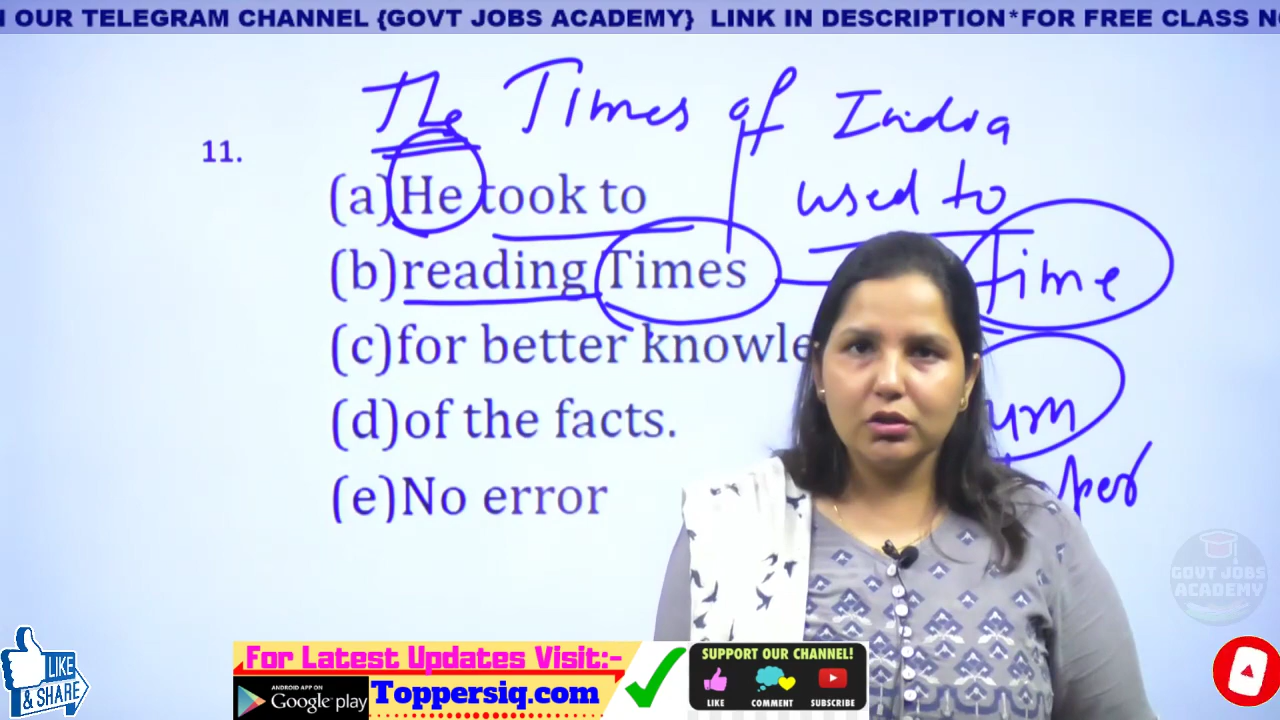 OUR TELEGRAM CHANNEL {GOVT JOBS ACADEMY} LINK IN DESCRIPTION*FOR FREE CLASS
The Times of India
11.
(a) He took to
used to
(b) reading Times
Time
(c) for better knowle
(d) of the facts.
(e) No error
GOVT JOBS
ACADEMY
LIKE
& SHARE
For Latest Updates Visit:-
ANDROID APP ON
Google play
Toppersiq.com
SUPPORT OUR CHANNEL!
LIKE
COMMENT
SUBSCRIBE